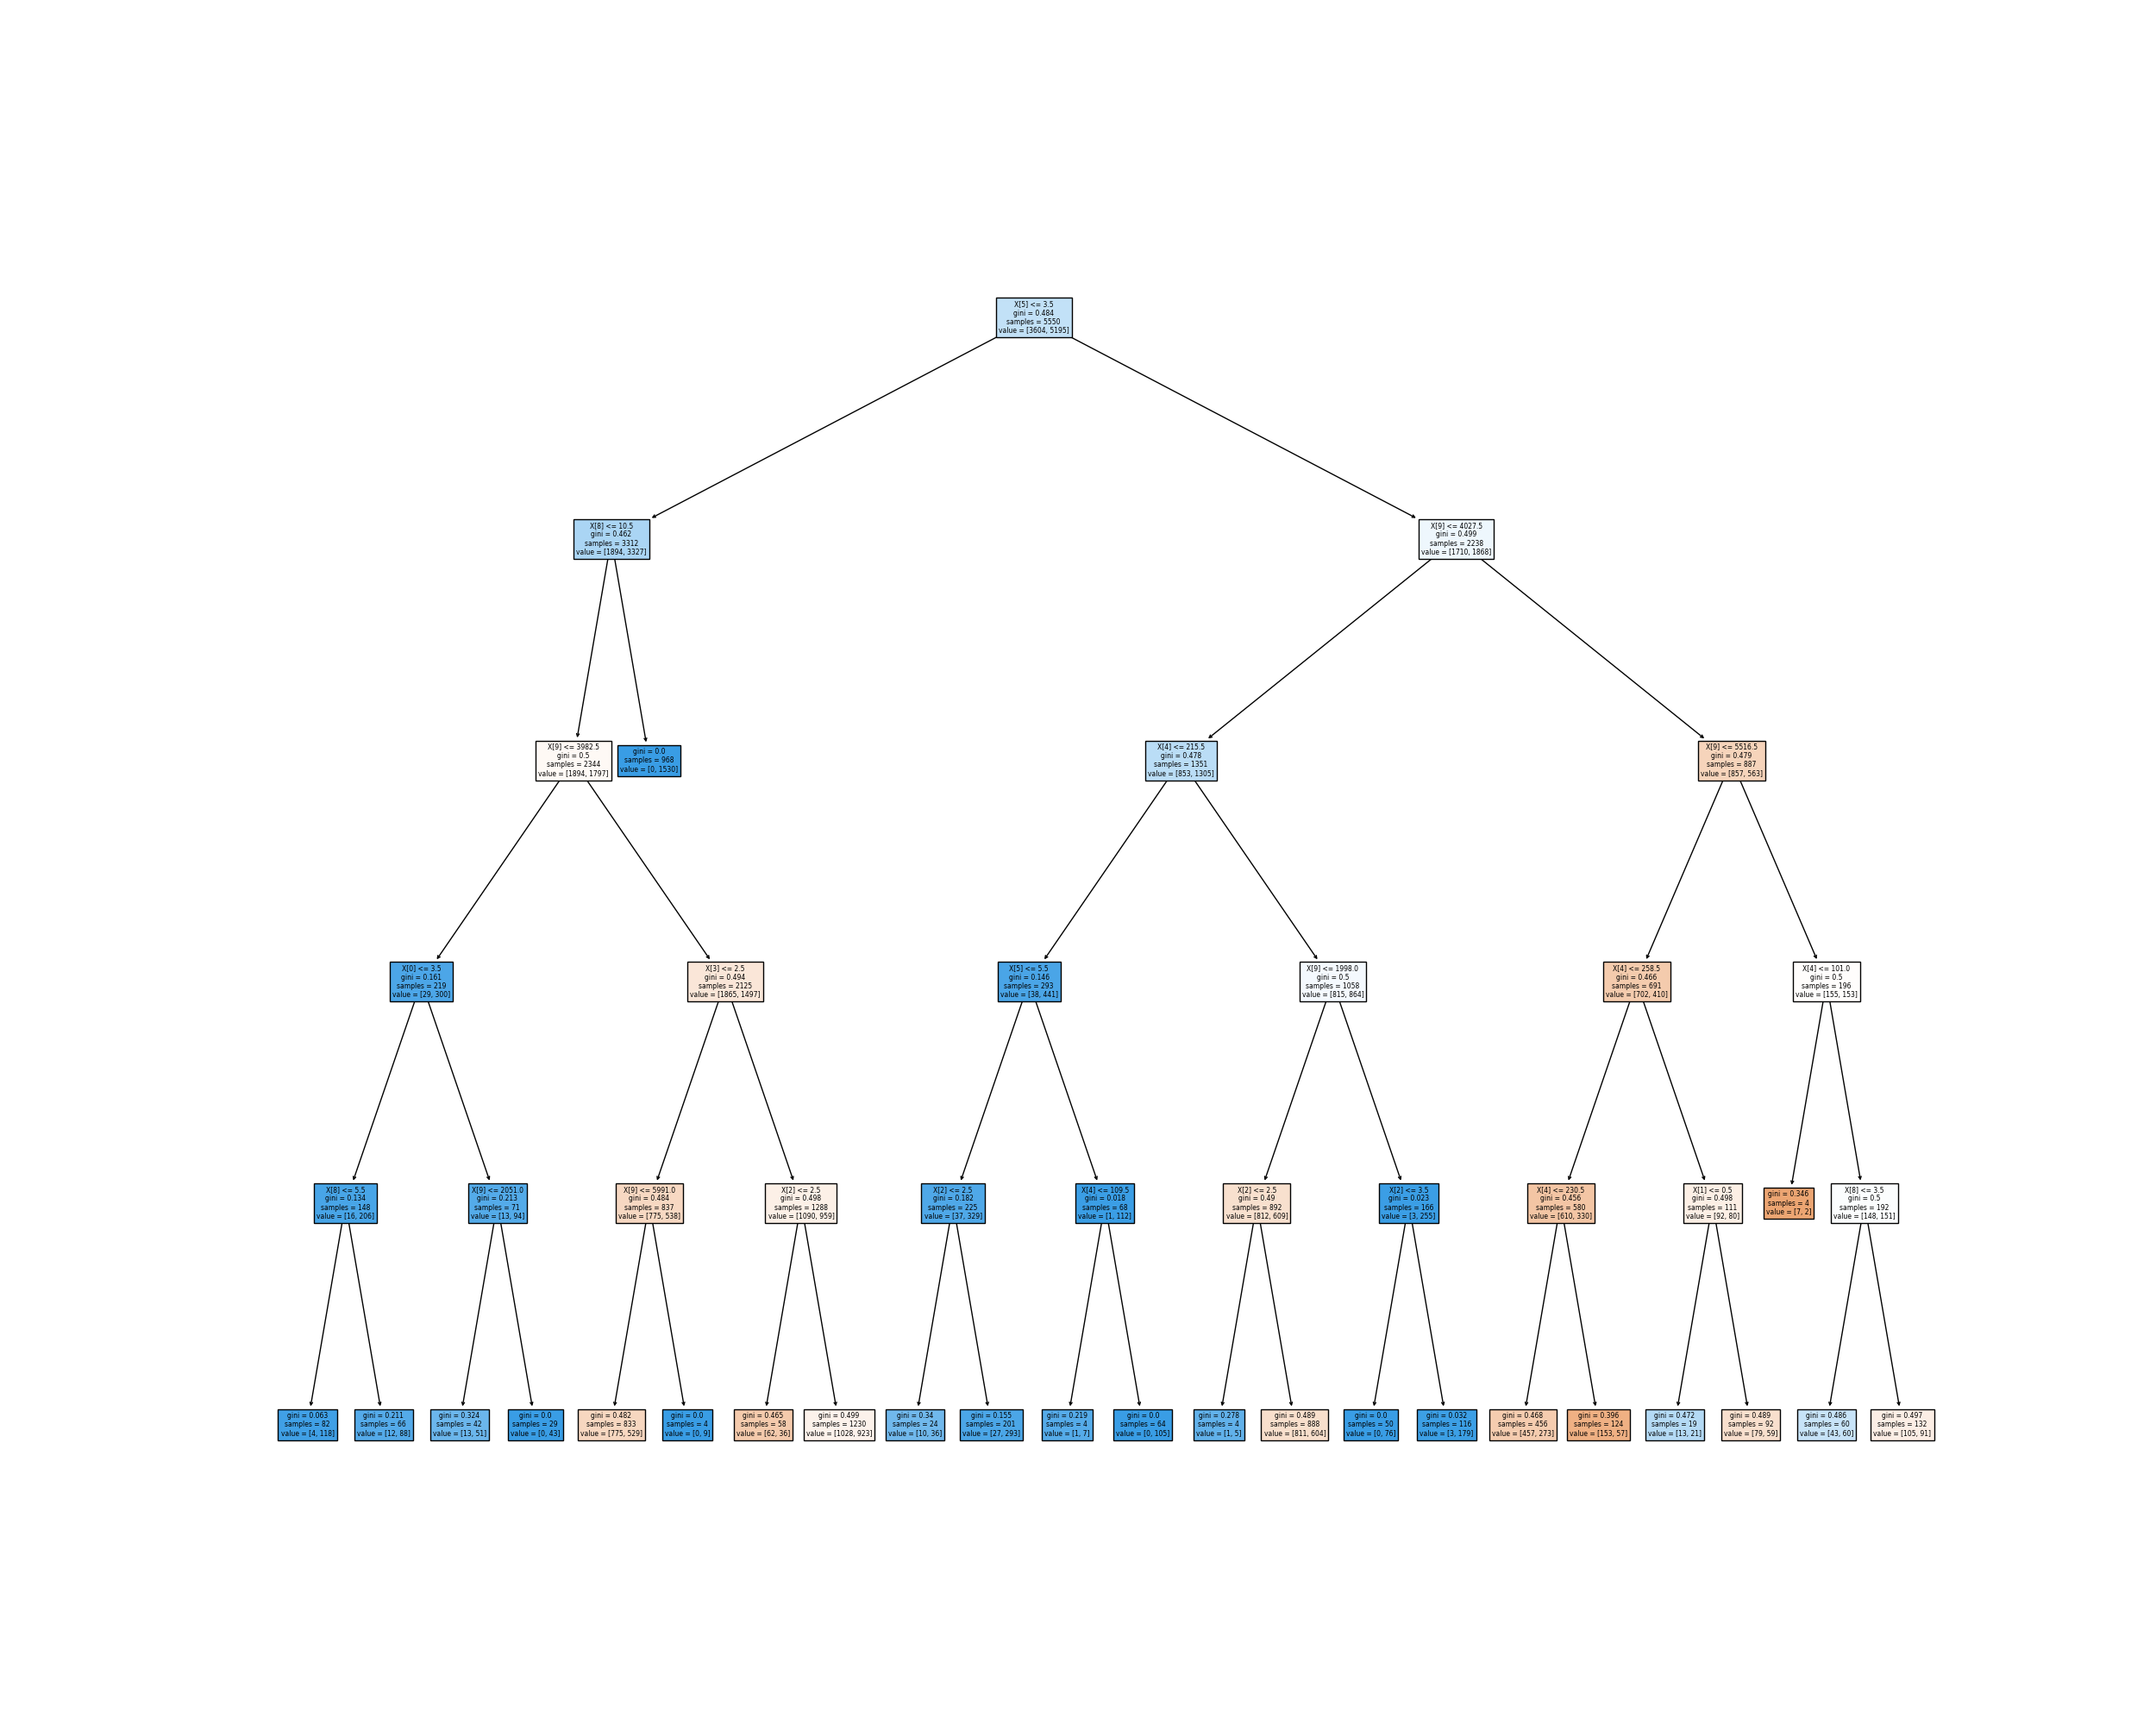 X[5] <= 3.5
gini = 0.484
samples = 5550
value = [3604, 5195]
X[8] <= 10.5
gini = 0.462
samples = 3312
value = [1894, 3327]
X[9] <= 4027.5
gini = 0.499
samples = 2238
value = [1710, 1868]
X[9] <= 3982.5
gini = 0.5
samples = 2344
value = [1894, 1797]
gini = 0.0
samples = 968
value = [0, 1530]
X[4] <= 215.5
gini = 0.478
samples = 1351
value = [853, 1305]
X[9] <= 5516.5
gini = 0.479
samples = 887
value = [857, 563]
X[0] <= 3.5
gini = 0.161
samples = 219
value = [29, 300]
X[3] <= 2.5
gini = 0.494
samples = 2125
value = [1865, 1497]
X[5] <= 5.5
gini = 0.146
samples = 293
value = [38, 441]
X[9] <= 1998.0
gini = 0.5
samples = 1058
value = [815, 864]
X[4] <= 258.5
gini = 0.466
samples = 691
value = [702, 410]
X[4] <= 101.0
gini = 0.5
samples = 196
value = [155, 153]
X[8] <= 5.5
gini = 0.134
samples = 148
value = [16, 206]
X[9] <= 2051.0
gini = 0.213
samples = 71
value = [13, 94]
X[9] <= 5991.0
gini = 0.484
samples = 837
value = [775, 538]
X[2] <= 2.5
gini = 0.498
samples = 1288
value = [1090, 959]
X[2] <= 2.5
gini = 0.182
samples = 225
value = [37, 329]
X[4] <= 109.5
gini = 0.018
samples = 68
value = [1, 112]
X[2] <= 2.5
gini = 0.49
samples = 892
value = [812, 609]
X[2] <= 3.5
gini = 0.023
samples = 166
value = [3, 255]
X[4] <= 230.5
gini = 0.456
samples = 580
value = [610, 330]
X[1] <= 0.5
gini = 0.498
samples = 111
value = [92, 80]
gini = 0.346
samples = 4
value = [7, 2]
X[8] <= 3.5
gini = 0.5
samples = 192
value = [148, 151]
gini = 0.063
samples = 82
value = [4, 118]
gini = 0.211
samples = 66
value = [12, 88]
gini = 0.324
samples = 42
value = [13, 51]
gini = 0.0
samples = 29
value = [0, 43]
gini = 0.482
samples = 833
value = [775, 529]
gini = 0.0
samples = 4
value = [0, 9]
gini = 0.465
samples = 58
value = [62, 36]
gini = 0.499
samples = 1230
value = [1028, 923]
gini = 0.34
samples = 24
value = [10, 36]
gini = 0.155
samples = 201
value = [27, 293]
gini = 0.219
samples = 4
value = [1, 7]
gini = 0.0
samples = 64
value = [0, 105]
gini = 0.278
samples = 4
value = [1, 5]
gini = 0.489
samples = 888
value = [811, 604]
gini = 0.0
samples = 50
value = [0, 76]
gini = 0.032
samples = 116
value = [3, 179]
gini = 0.468
samples = 456
value = [457, 273]
gini = 0.396
samples = 124
value = [153, 57]
gini = 0.472
samples = 19
value = [13, 21]
gini = 0.489
samples = 92
value = [79, 59]
gini = 0.486
samples = 60
value = [43, 60]
gini = 0.497
samples = 132
value = [105, 91]